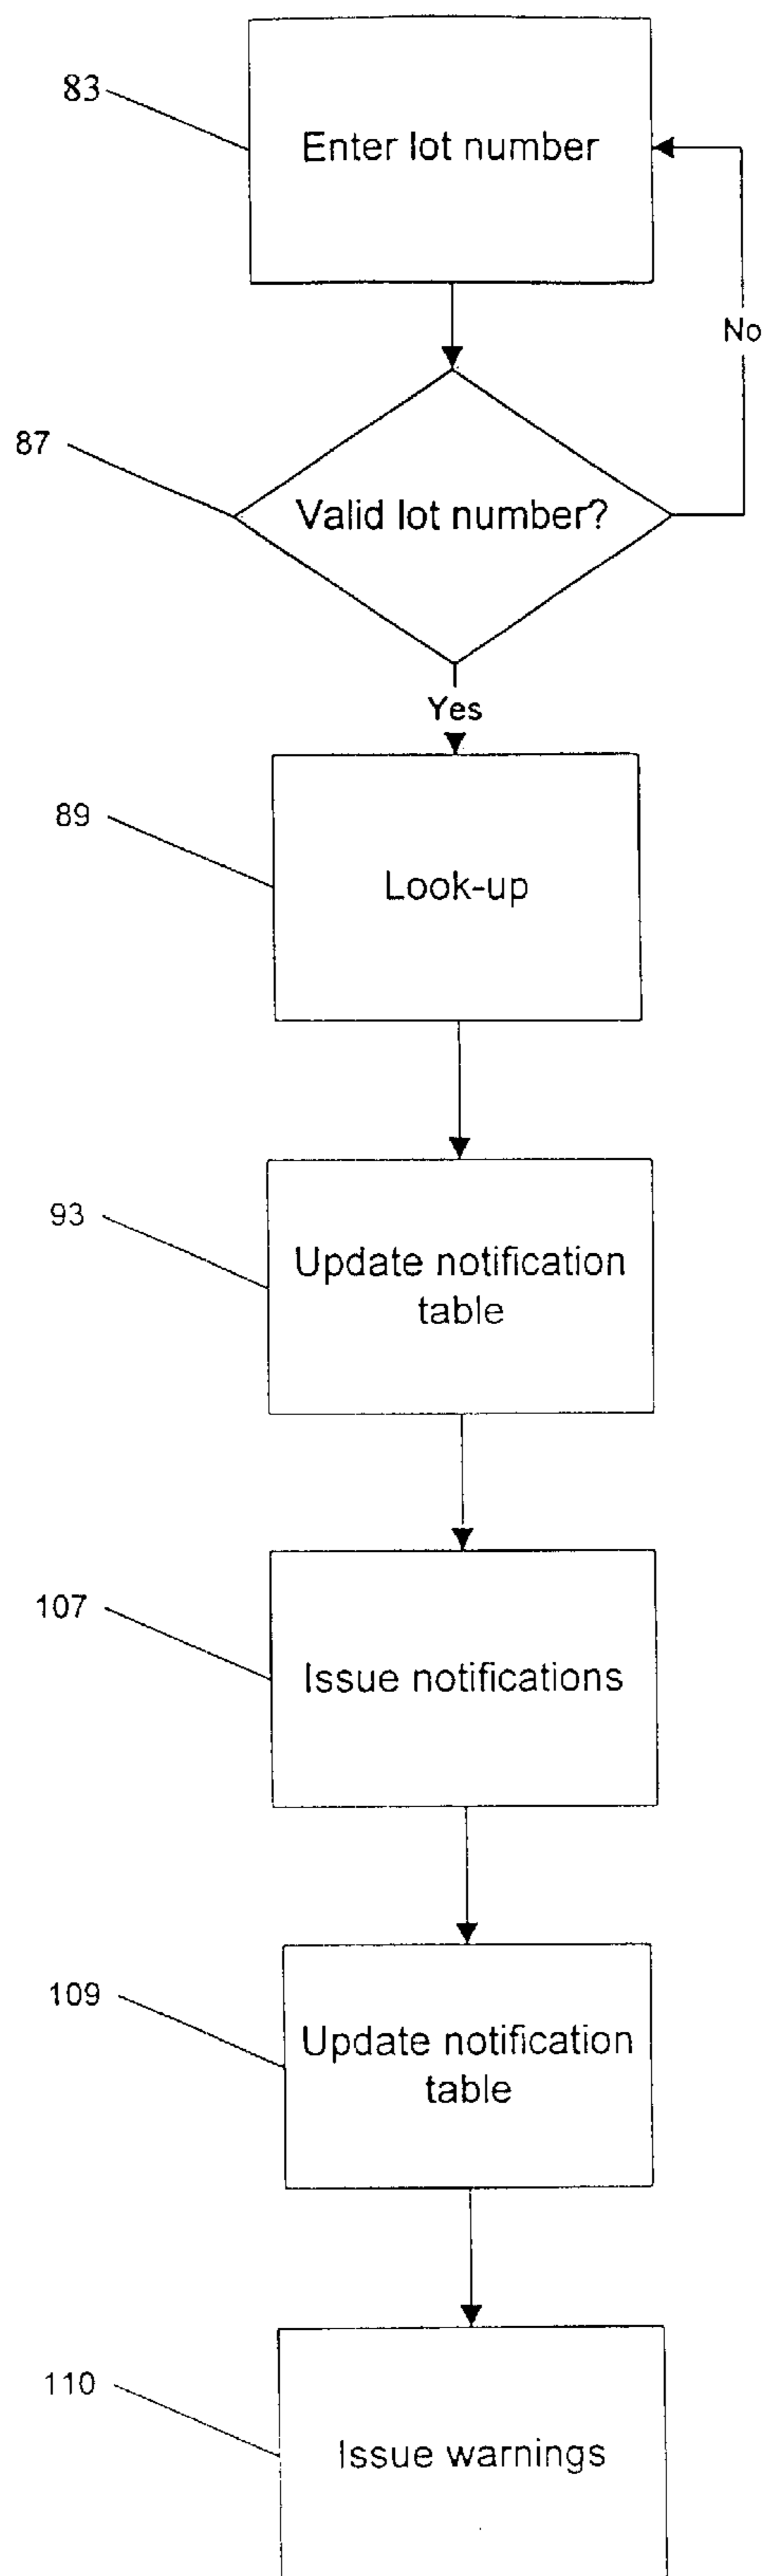 83
Enter lot number
No
87
Valid lot number?
Yes
89
Look-up
93
Update notification
table
107
Issue notifications
109
Update notification
table
110
Issue warnings